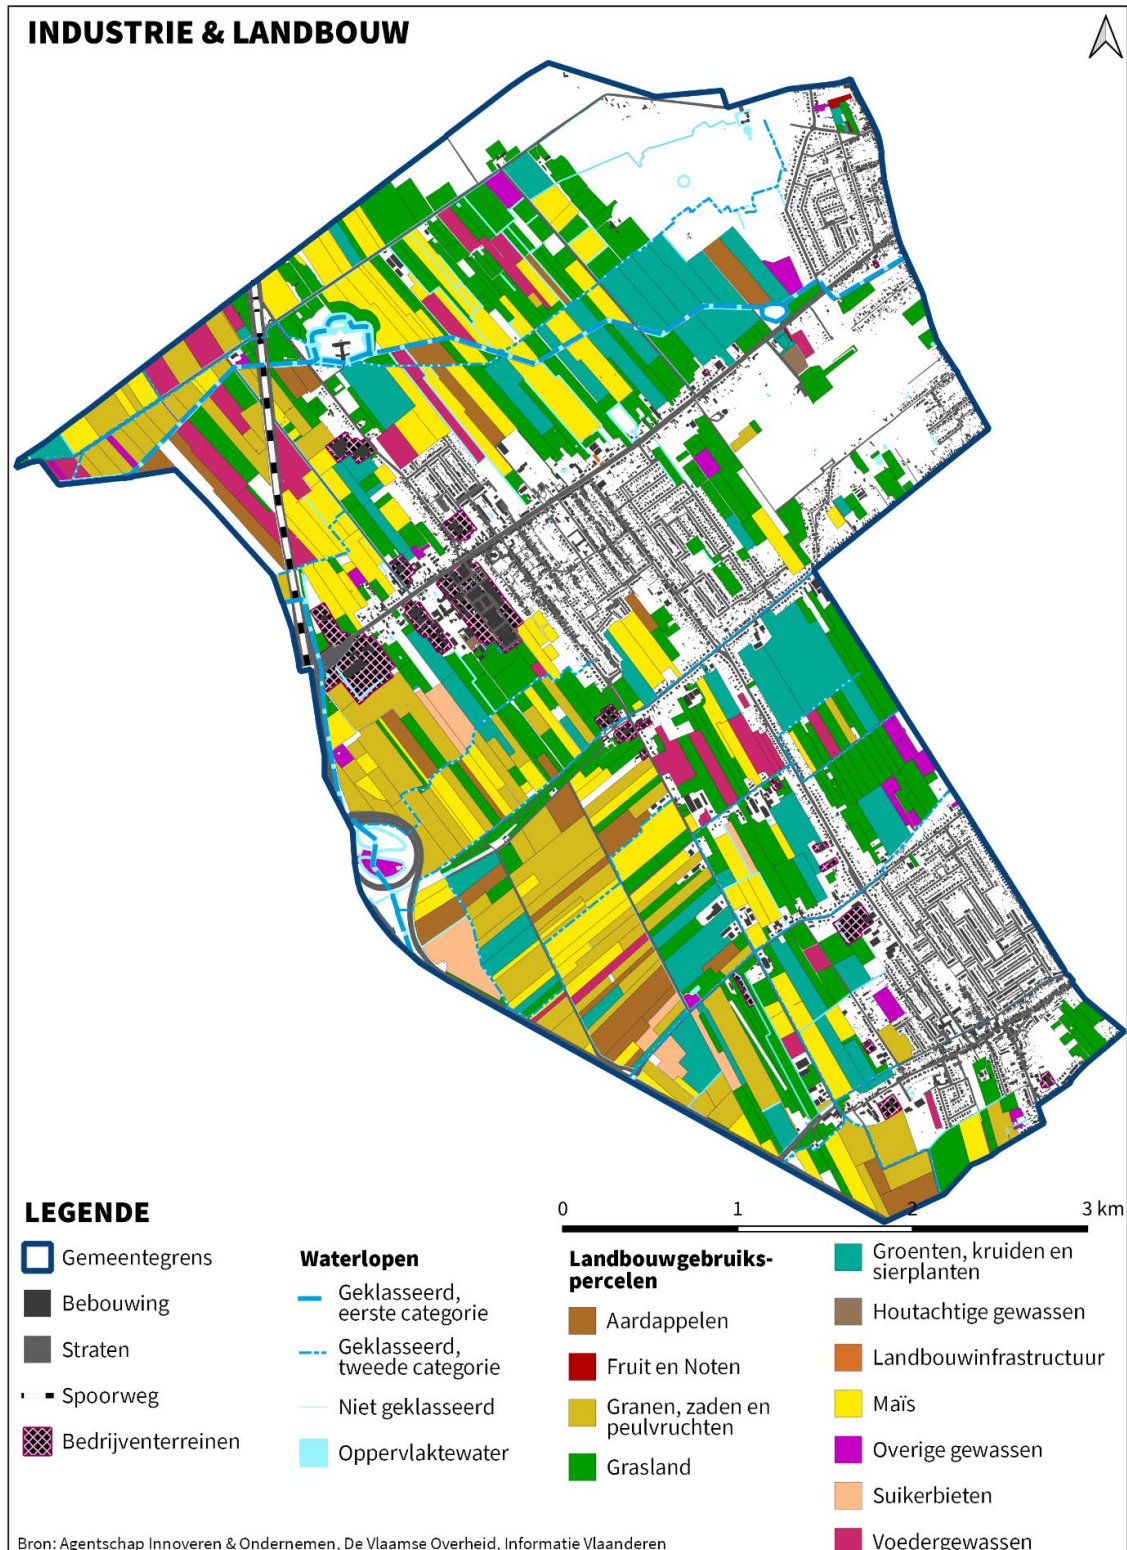 INDUSTRIE & LANDBOUW
LEGENDE
Gemeentegrens
Bebouwing
Straten
Spoorweg
Bedrijventerreinen
Waterlopen
Geklasseerd,
eerste categorie
Geklasseerd,
tweede categorie
Niet geklasseerd
Oppervlaktewater
0 1 2 3 km
Landbouwgebruiks-
percelen
Aardappelen
Fruit en Noten
Granen, zaden en
peulvruchten
Grasland
Groenten, kruiden en
sierplanten
Houtachtige gewassen
Landbouwinfrastructuur
Maïs
Overige gewassen
Suikerbieten
Voedergewassen
Bron: Agentschap Innoveren & Ondernemen, De Vlaamse Overheid, Informatie Vlaanderen